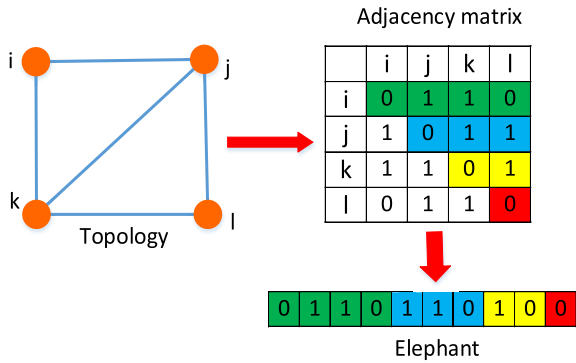 Adjacency matrix
i j k l
i 0 1 1 0
j 1 0 1 1
k 1 1 0 1
l 0 1 1 0
i
j
k
l
Topology
0 1 1 0 1 1 0 1 0 0
Elephant